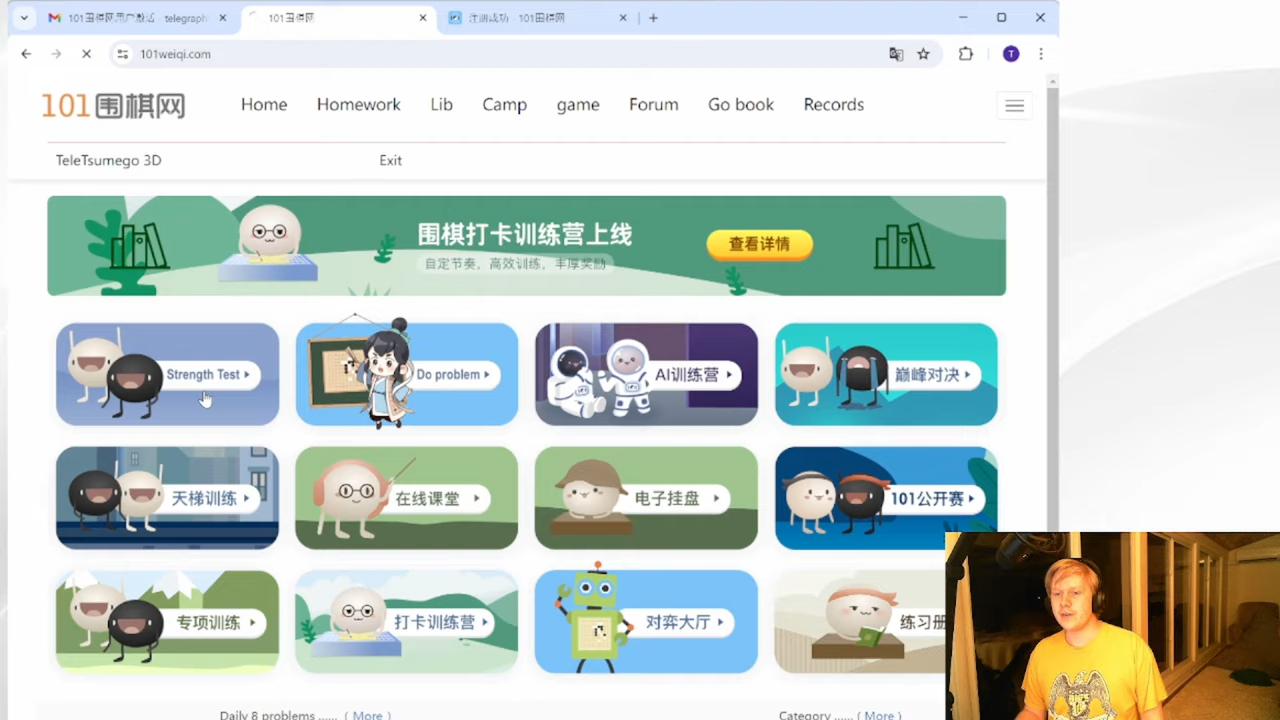 101围棋网用户激活 - telegraph
101围棋网
注册成功 - 101围棋网
101weiqi.com
T
101围棋网
Home
Homework
Lib
Camp
game
Forum
Go book
Records
TeleTsumego 3D
Exit
围棋打卡训练营上线
自定节奏，高效训练，丰厚奖励
查看详情
Strength Test
Do problem
AI训练营
巅峰对决
天梯训练
在线课堂
电子挂盘
101公开赛
专项训练
打卡训练营
对弈大厅
练习册
Daily 8 problems ...... ( More )
Category ...... ( More )